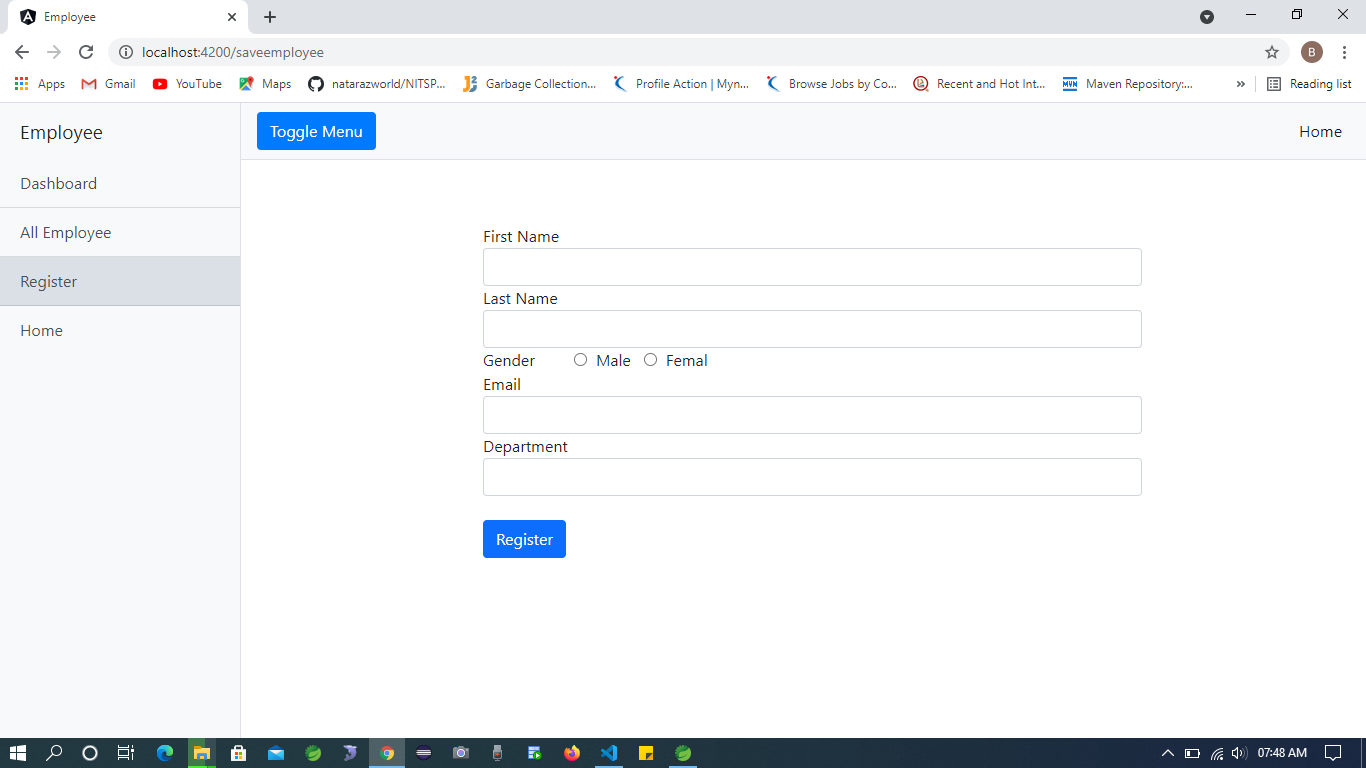 Employee
localhost:4200/saveemployee
B
Apps Gmail YouTube Maps natarazworld/NITSP... Garbage Collection... Profile Action | Myn... Browse Jobs by Co... Recent and Hot Int... MVN Maven Repository:... » Reading list
Employee
Toggle Menu
Home
Dashboard
All Employee
Register
Home
First Name
Last Name
Gender Male Femal
Email
Department
Register
07:48 AM